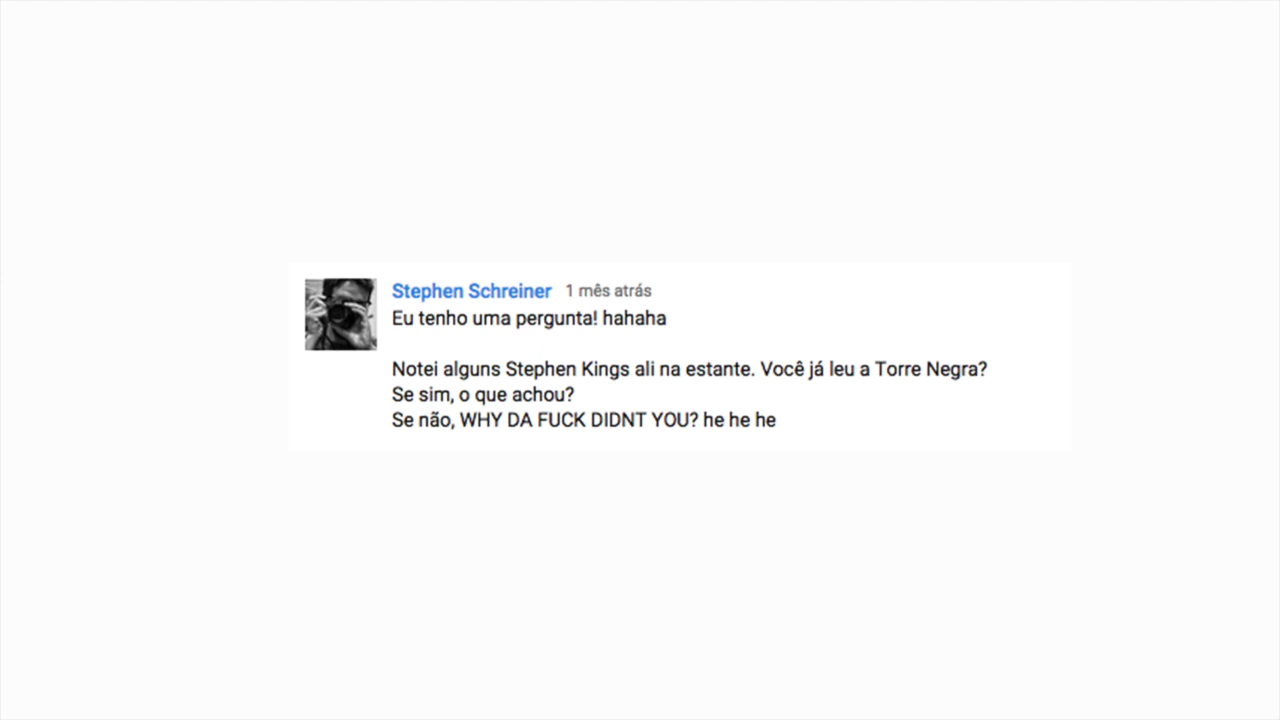 Stephen Schreiner 1 mês atrás
Eu tenho uma pergunta! hahaha
Notei alguns Stephen Kings ali na estante. Você já leu a Torre Negra?
Se sim, o que achou?
Se não, WHY DA FUCK DIDNT YOU? he he he